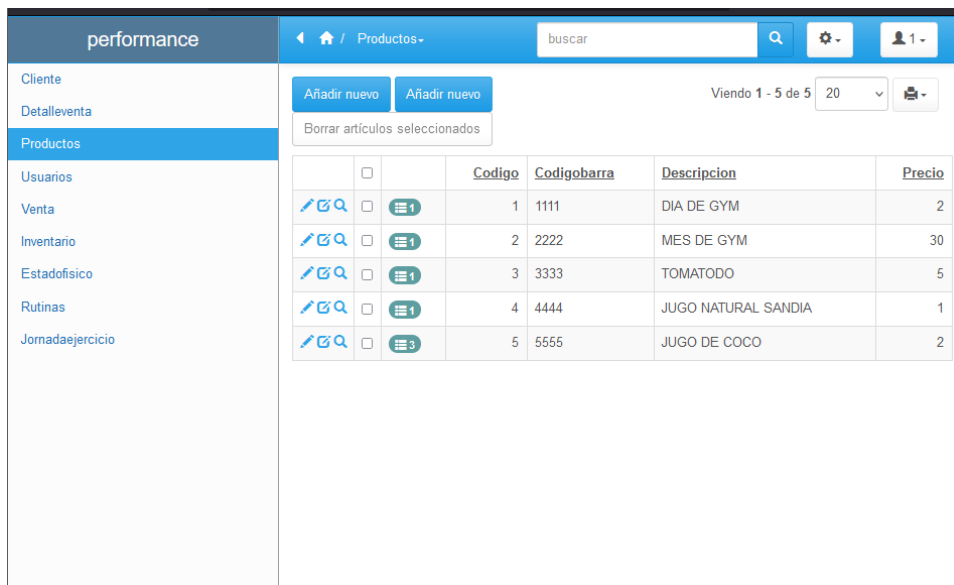 performance
/ Productos
buscar
1
Cliente
Detalleventa
Productos
Usuarios
Venta
Inventario
Estadofisico
Rutinas
Jornadaejercicio
Añadir nuevo Añadir nuevo
Viendo 1 - 5 de 5 20
Borrar artículos seleccionados
Codigo Codigobarra Descripcion Precio
1 1 1111 DIA DE GYM 2
1 2 2222 MES DE GYM 30
1 3 3333 TOMATODO 5
1 4 4444 JUGO NATURAL SANDIA 1
3 5 5555 JUGO DE COCO 2